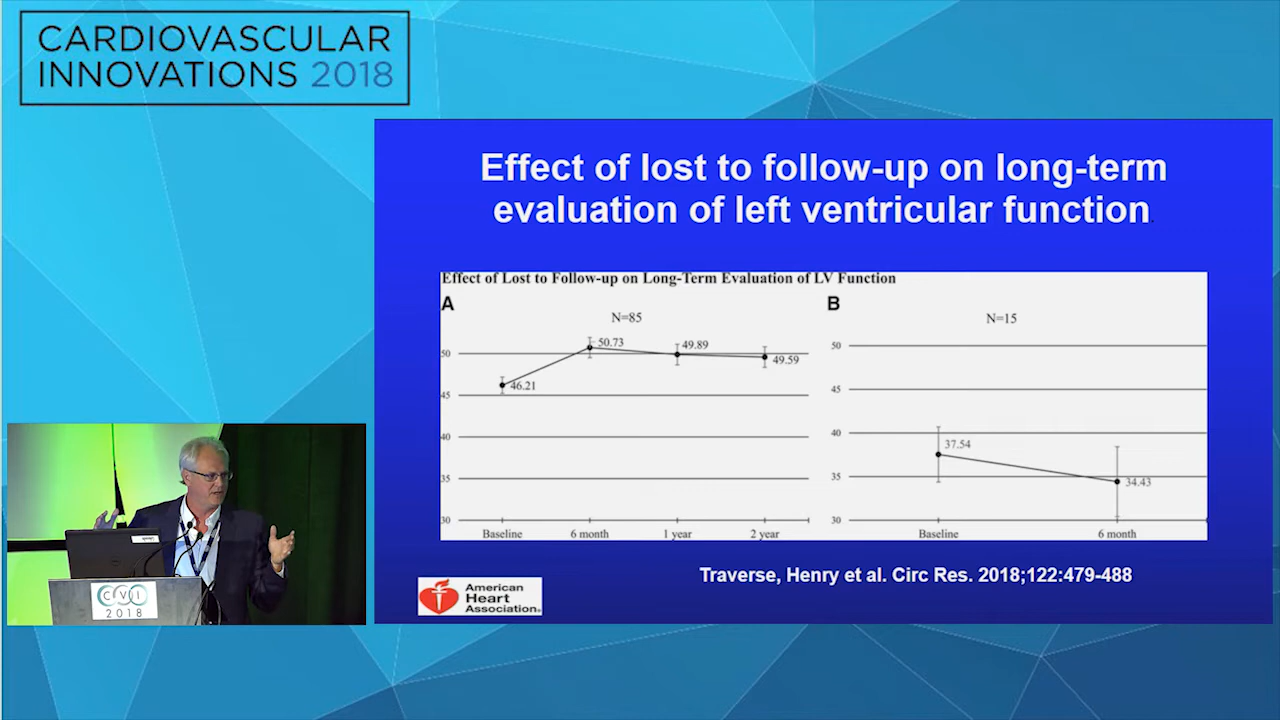 CARDIOVASCULAR
INNOVATIONS 2018
Effect of lost to follow-up on long-term
evaluation of left ventricular function.
Effect of Lost to Follow-up on Long-Term Evaluation of LV Function
A
N=85
50
45
40
35
30
46.21
50.73
49.89
49.59
Baseline
6 month
1 year
2 year
B
N=15
50
45
40
35
30
37.54
34.43
Baseline
6 month
Traverse, Henry et al. Circ Res. 2018;122:479-488
American
Heart
Association®
CVI
2018